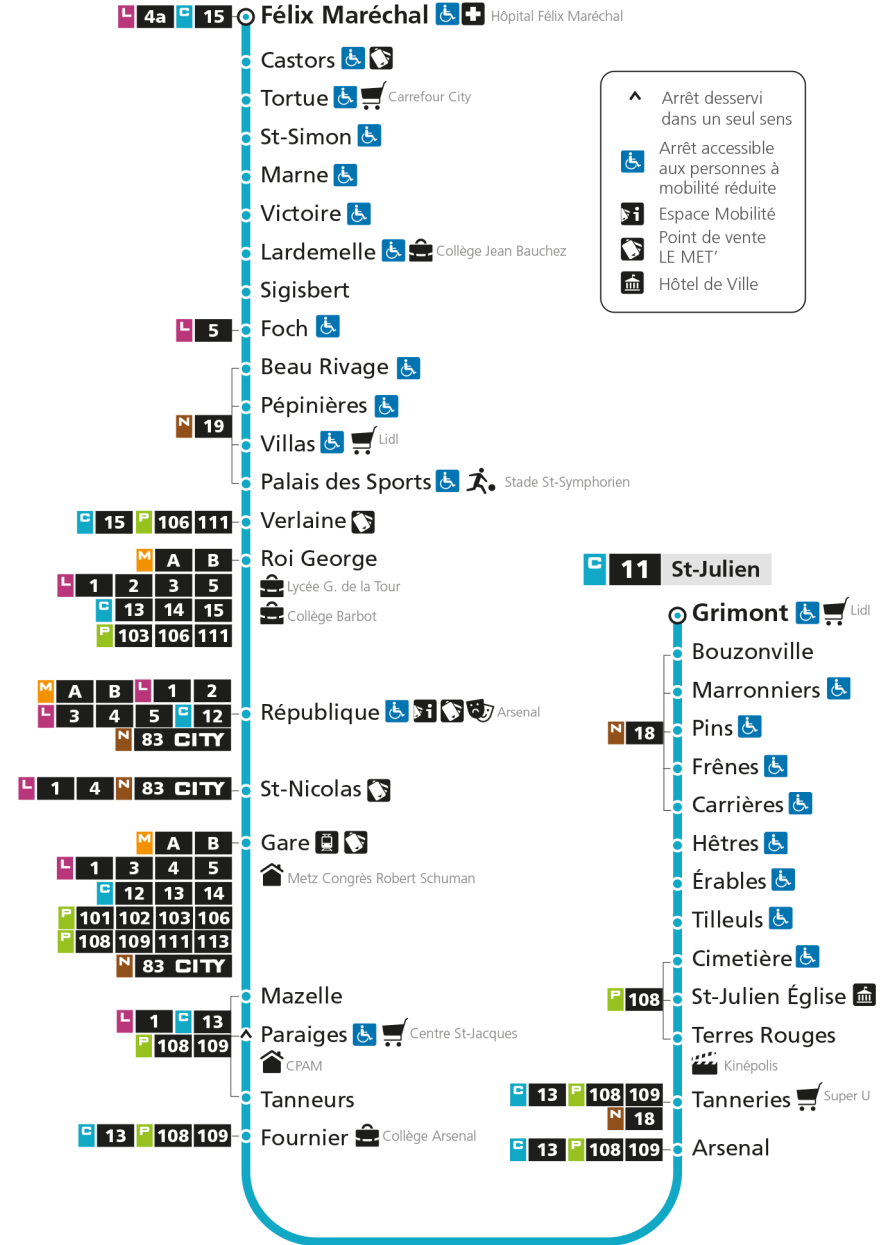 L 4a C 15 Félix Maréchal Hôpital Félix Maréchal
Castors
Tortue Carrefour City
St-Simon
Marne
Victoire
Lardemelle Collège Jean Bauchez
Sigisbert
L 5 Foch
Beau Rivage
Pépinières
N 19
Villas Lidl
Palais des Sports Stade St-Symphorien
C 15 P 106 111 Verlaine
M A B Roi George
L 1 2 3 5 Lycée G. de la Tour
C 13 14 15 Collège Barbot
P 103 106 111
M A B L 1 2
L 3 4 5 C 12 République Arsenal
N 83 CITY
L 1 4 N 83 CITY St-Nicolas
M A B Gare
L 1 3 4 5 Metz Congrès Robert Schuman
C 12 13 14
P 101 102 103 106
P 108 109 111 113
N 83 CITY
Mazelle
L 1 C 13
P 108 109
Paraiges Centre St-Jacques
CPAM
Tanneurs
C 13 P 108 109 Fournier Collège Arsenal
Arrêt desservi
dans un seul sens
Arrêt accessible
aux personnes à
mobilité réduite
i Espace Mobilité
Point de vente
LE MET’
Hôtel de Ville
C 11 St-Julien
Grimont Lidl
Bouzonville
Marronniers
N 18 Pins
Frênes
Carrières
Hêtres
Érables
Tilleuls
Cimetière
P 108 St-Julien Église
Terres Rouges
Kinépolis
C 13 P 108 109 Tanneries Super U
N 18
C 13 P 108 109 Arsenal